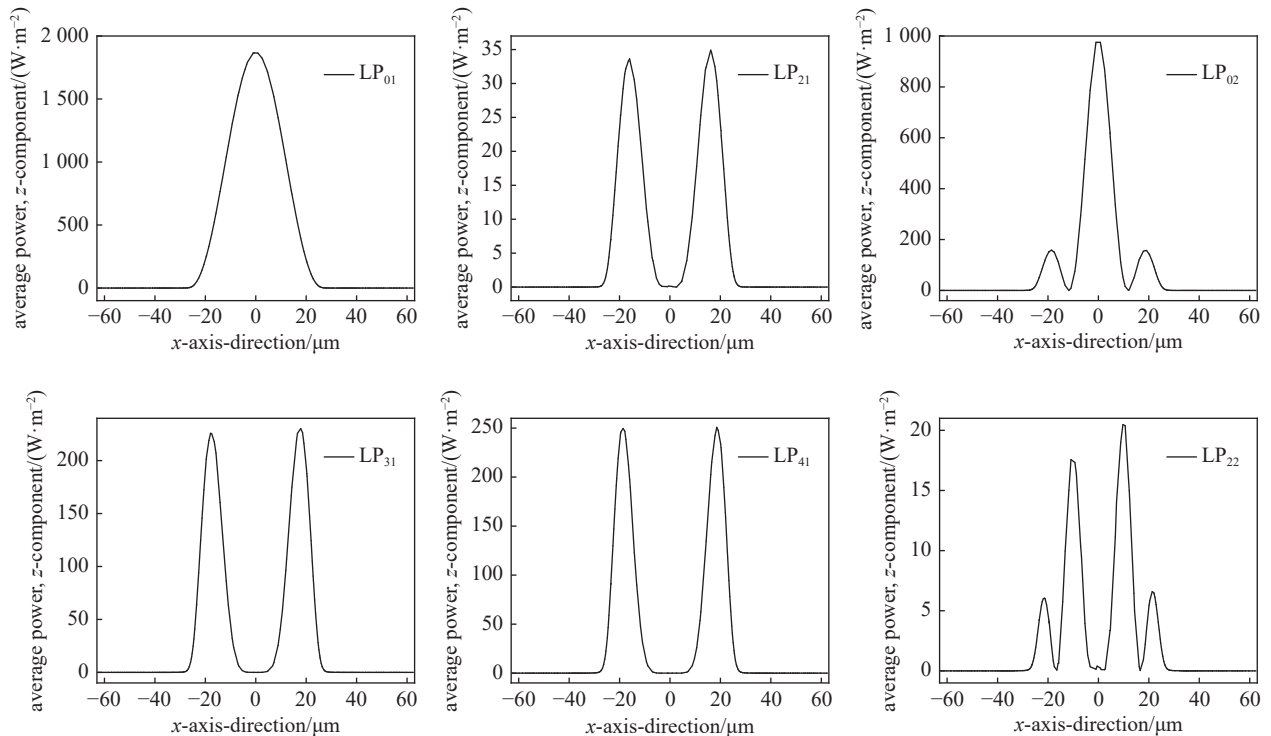 2 000
1 500
1 000
500
0
average power, z-component/(W·m⁻²)
LP₀₁
−60 −40 −20 0 20 40 60
x-axis-direction/μm
35
30
25
20
15
10
5
0
average power, z-component/(W·m⁻²)
LP₂₁
−60 −40 −20 0 20 40 60
x-axis-direction/μm
1 000
800
600
400
200
0
average power, z-component/(W·m⁻²)
LP₀₂
−60 −40 −20 0 20 40 60
x-axis-direction/μm
200
150
100
50
0
average power, z-component/(W·m⁻²)
LP₃₁
−60 −40 −20 0 20 40 60
x-axis-direction/μm
250
200
150
100
50
0
average power, z-component/(W·m⁻²)
LP₄₁
−60 −40 −20 0 20 40 60
x-axis-direction/μm
20
15
10
5
0
average power, z-component/(W·m⁻²)
LP₂₂
−60 −40 −20 0 20 40 60
x-axis-direction/μm